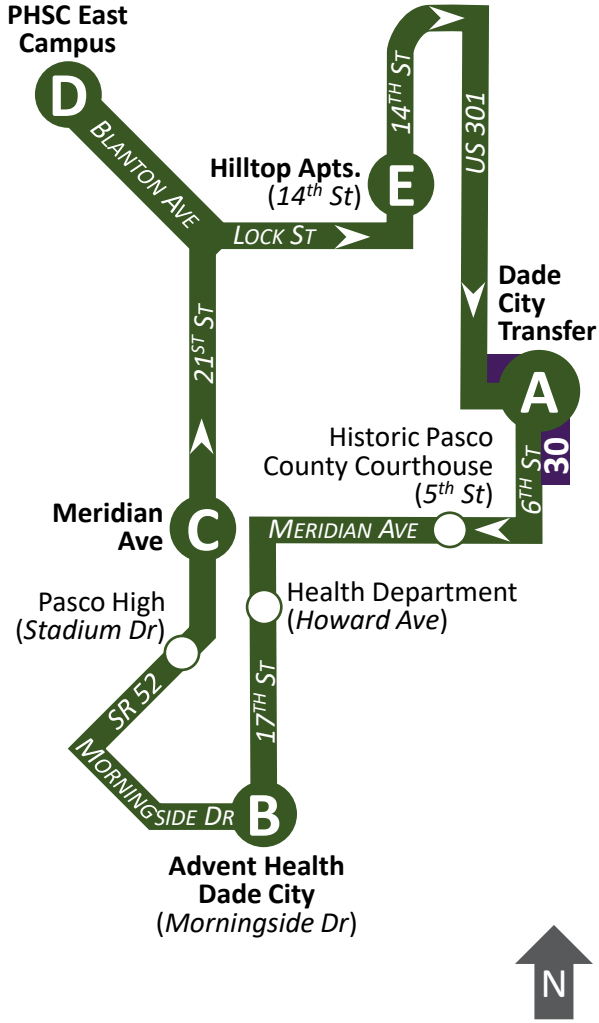 PHSC East
Campus
D
BLANTON AVE
14TH ST
US 301
Hilltop Apts.
(14th St)
E
LOCK ST
Dade
City
Transfer
A
21ST ST
30
6TH ST
Historic Pasco
County Courthouse
(5th St)
Meridian
Ave
C
MERIDIAN AVE
Pasco High
(Stadium Dr)
Health Department
(Howard Ave)
SR 52
17TH ST
MORNINGSIDE DR
B
Advent Health
Dade City
(Morningside Dr)
N